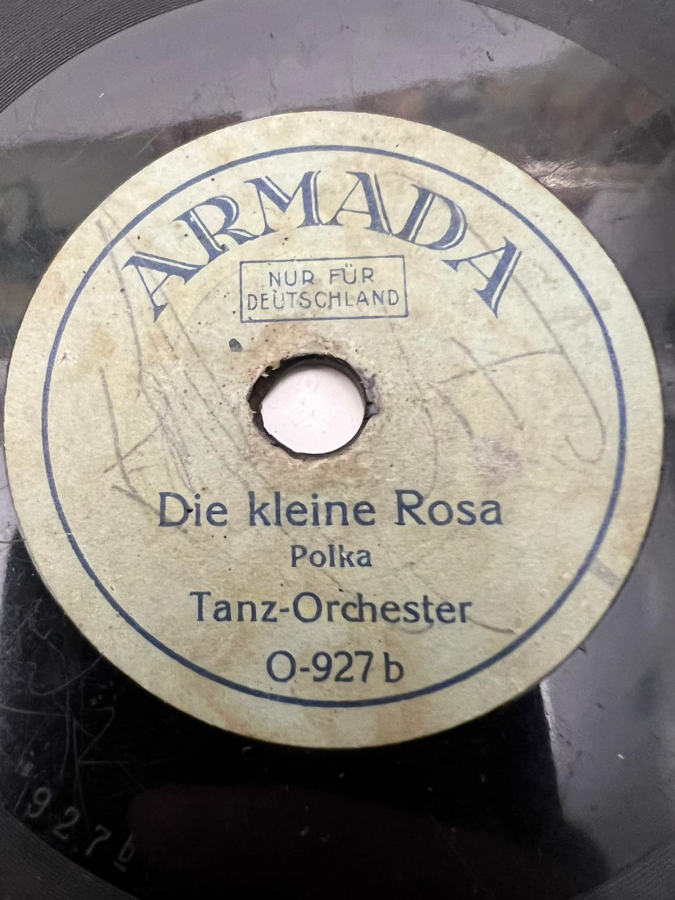 ARMADA
NUR FÜR
DEUTSCHLAND
Die kleine Rosa
Polka
Tanz-Orchester
O-927 b
927 b